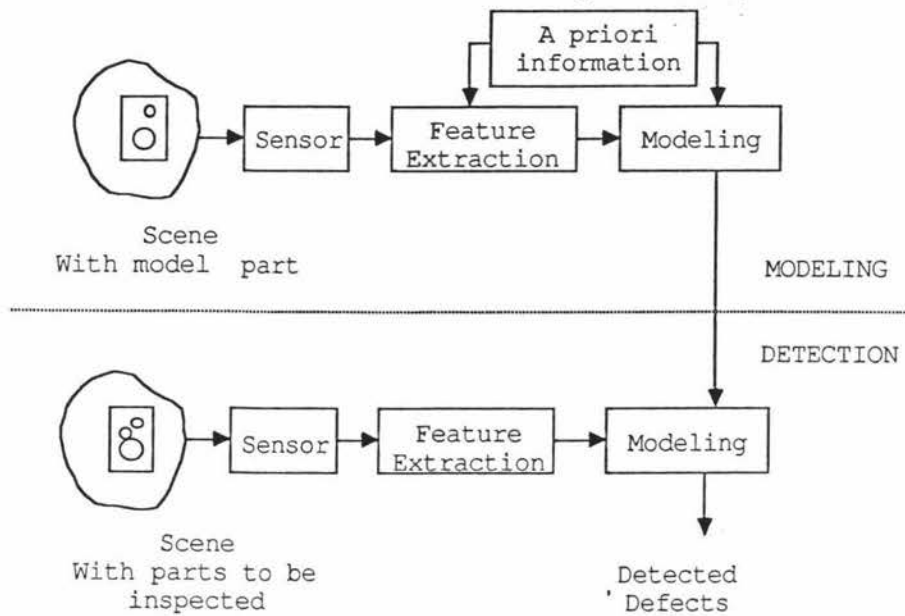 A priori
information
Sensor
Feature
Extraction
Modeling
Scene
With model part
MODELING
DETECTION
Sensor
Feature
Extraction
Modeling
Scene
With parts to be
inspected
Detected
Defects